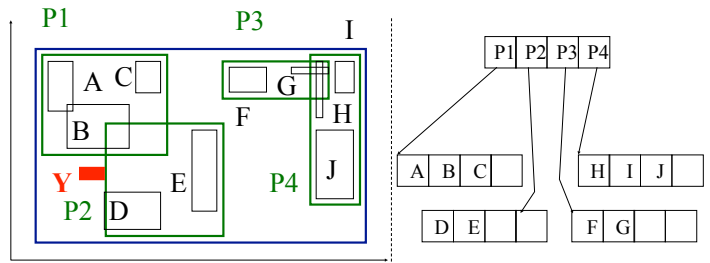 P1 P3 I
A C G
F H
B
Y E P4 J
P2 D
P1 P2 P3 P4
A B C
H I J
D E
F G